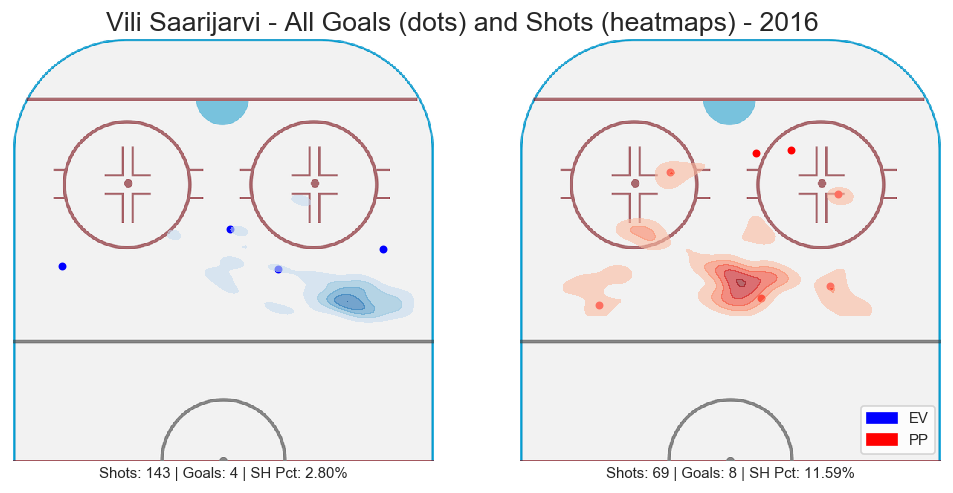 Vili Saarijarvi - All Goals (dots) and Shots (heatmaps) - 2016
EV
PP
Shots: 143 | Goals: 4 | SH Pct: 2.80%
Shots: 69 | Goals: 8 | SH Pct: 11.59%